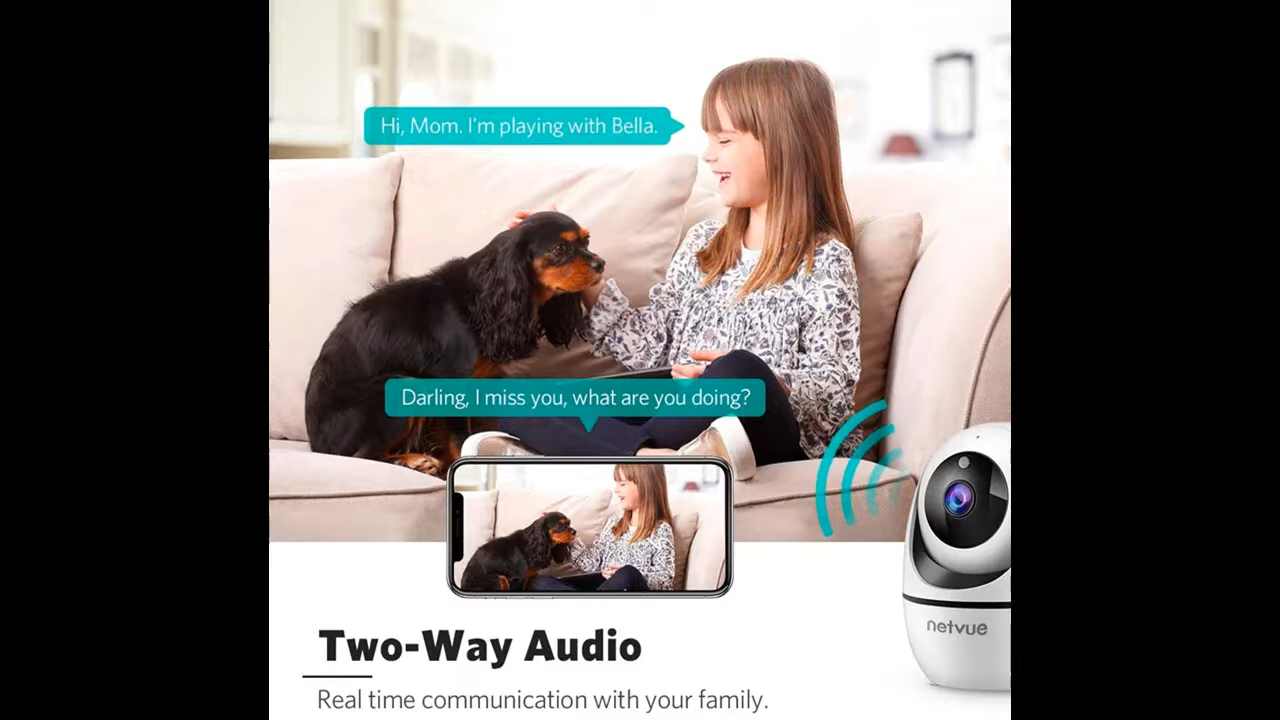 Hi, Mom. I'm playing with Bella.
Darling, I miss you, what are you doing?
netvue
Two-Way Audio
Real time communication with your family.